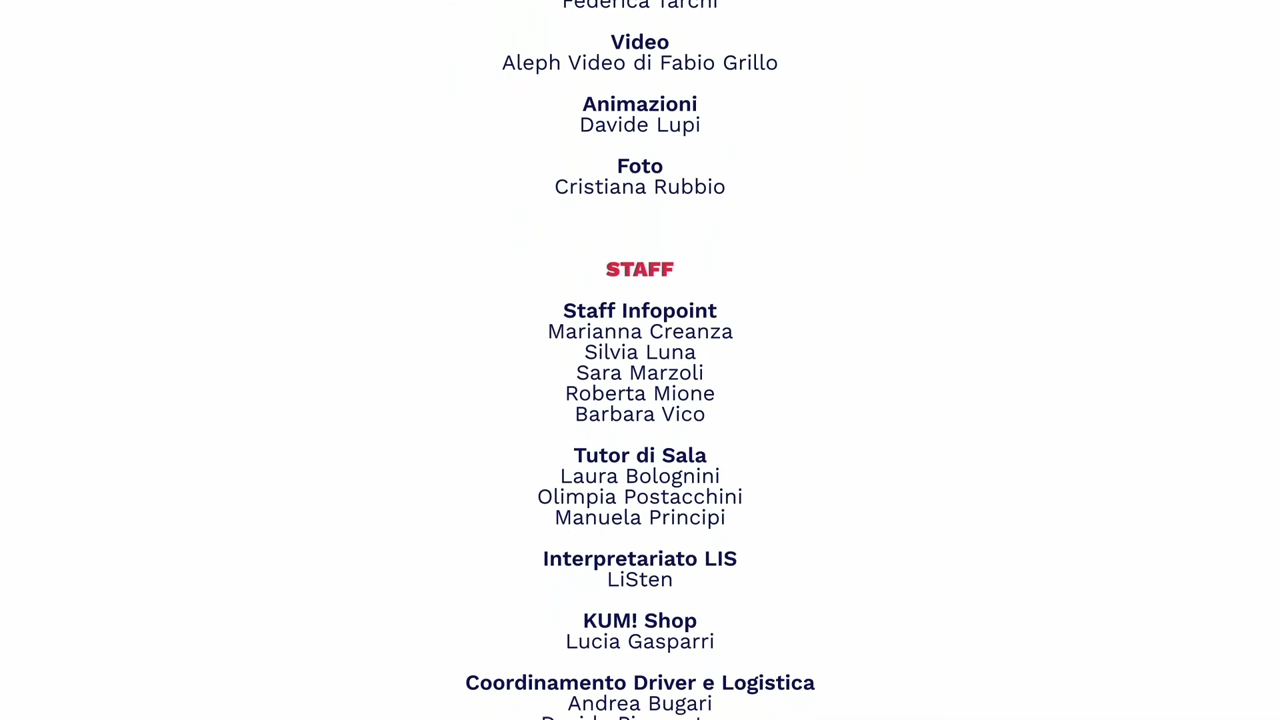 Federica Tarchi
Video
Aleph Video di Fabio Grillo
Animazioni
Davide Lupi
Foto
Cristiana Rubbio
STAFF
Staff Infopoint
Marianna Creanza
Silvia Luna
Sara Marzoli
Roberta Mione
Barbara Vico
Tutor di Sala
Laura Bolognini
Olimpia Postacchini
Manuela Principi
Interpretariato LIS
LiSten
KUM! Shop
Lucia Gasparri
Coordinamento Driver e Logistica
Andrea Bugari